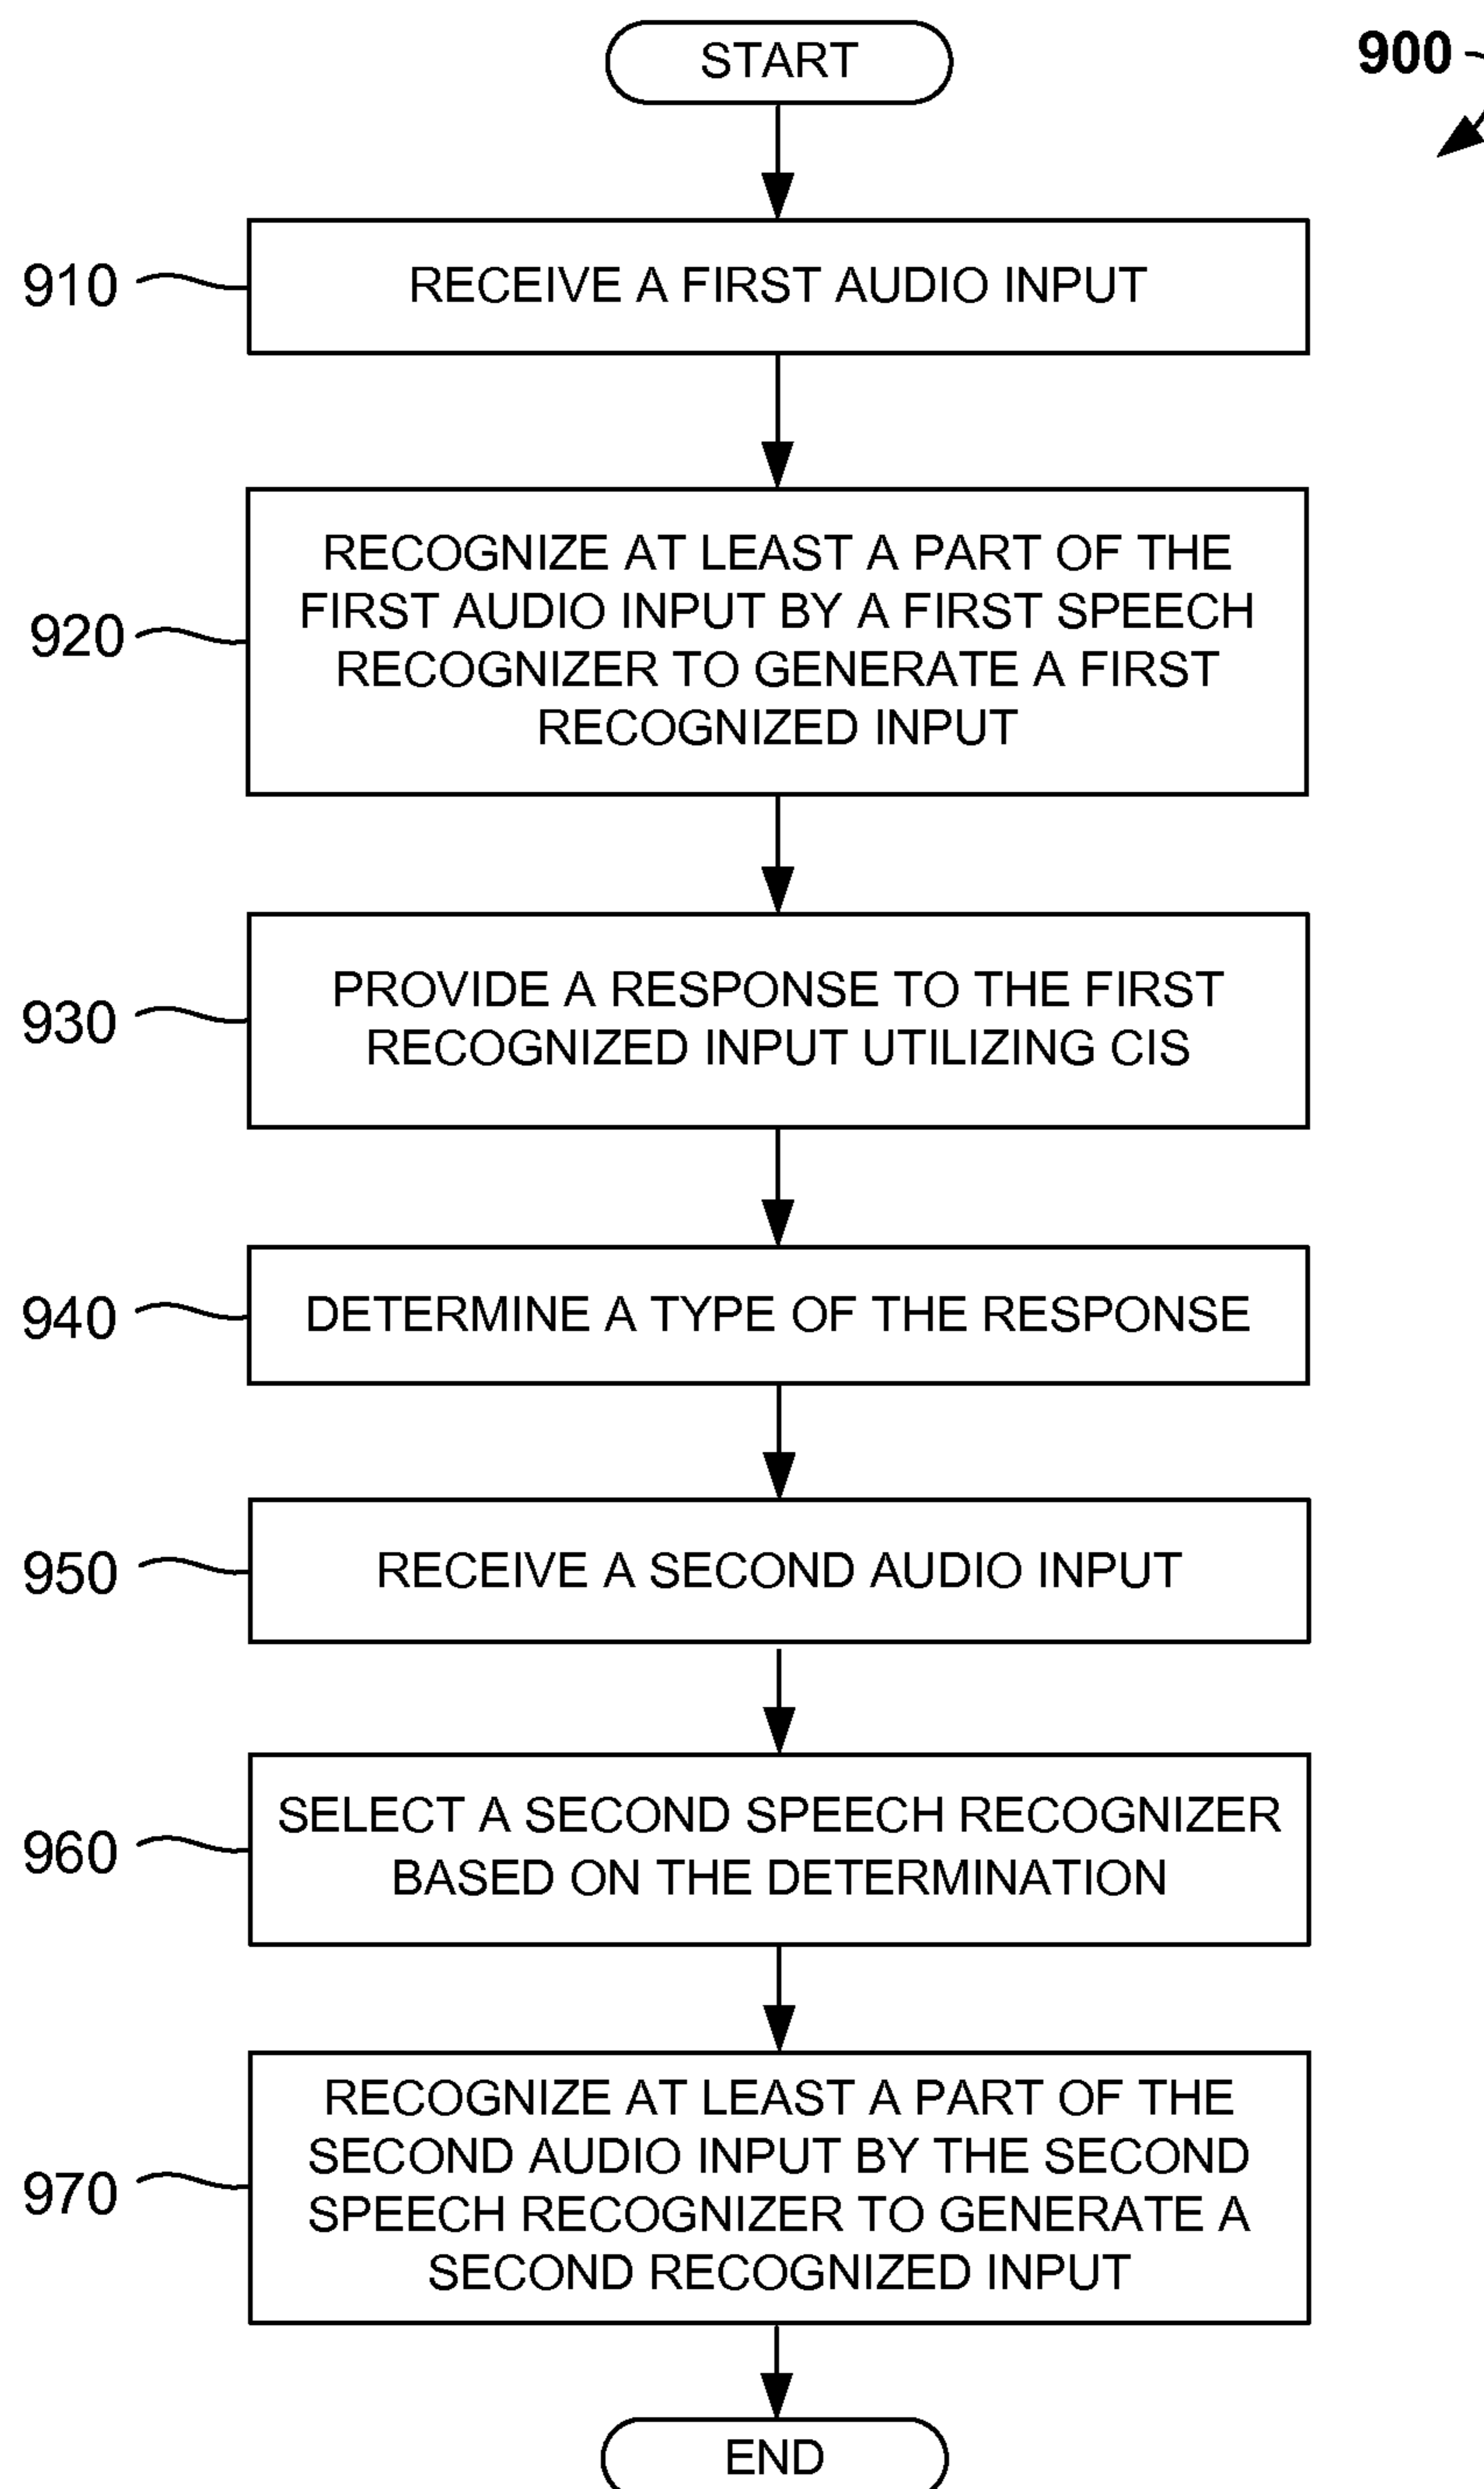 START
900
910
RECEIVE A FIRST AUDIO INPUT
920
RECOGNIZE AT LEAST A PART OF THE
FIRST AUDIO INPUT BY A FIRST SPEECH
RECOGNIZER TO GENERATE A FIRST
RECOGNIZED INPUT
930
PROVIDE A RESPONSE TO THE FIRST
RECOGNIZED INPUT UTILIZING CIS
940
DETERMINE A TYPE OF THE RESPONSE
950
RECEIVE A SECOND AUDIO INPUT
960
SELECT A SECOND SPEECH RECOGNIZER
BASED ON THE DETERMINATION
970
RECOGNIZE AT LEAST A PART OF THE
SECOND AUDIO INPUT BY THE SECOND
SPEECH RECOGNIZER TO GENERATE A
SECOND RECOGNIZED INPUT
END